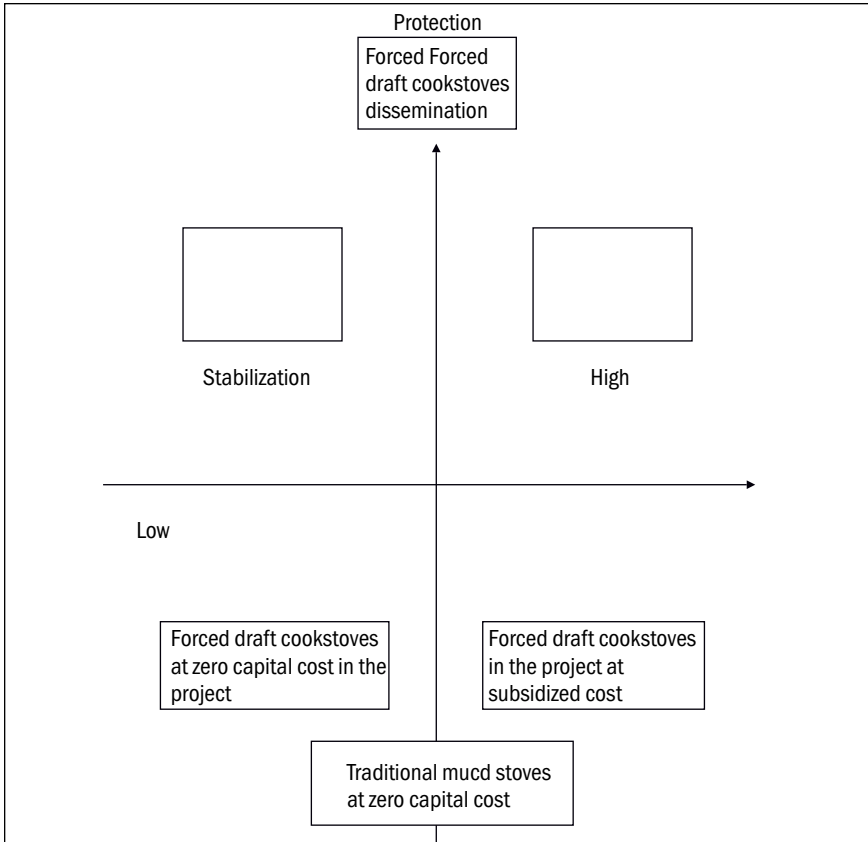 Protection
Forced Forced
draft cookstoves
dissemination
Stabilization
High
Low
Forced draft cookstoves
at zero capital cost in the
project
Forced draft cookstoves
in the project at
subsidized cost
Traditional mucd stoves
at zero capital cost